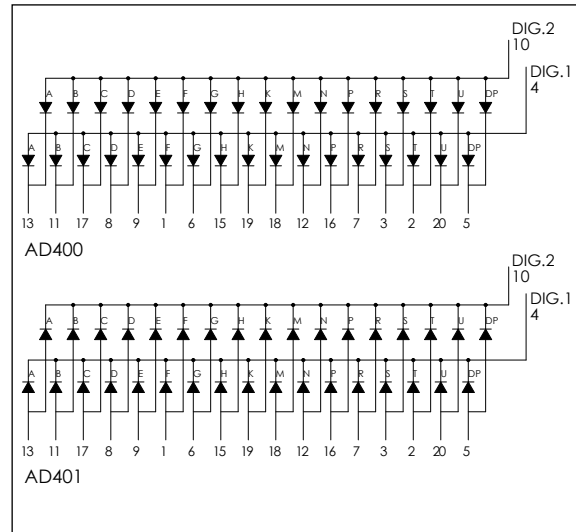 DIG.2
10
DIG.1
4
A B C D E F G H K M N P R S T U DP
A B C D E F G H K M N P R S T U DP
13 11 17 8 9 1 6 15 19 18 12 16 7 3 2 20 5
AD400
DIG.2
10
DIG.1
4
A B C D E F G H K M N P R S T U DP
A B C D E F G H K M N P R S T U DP
13 11 17 8 9 1 6 15 19 18 12 16 7 3 2 20 5
AD401